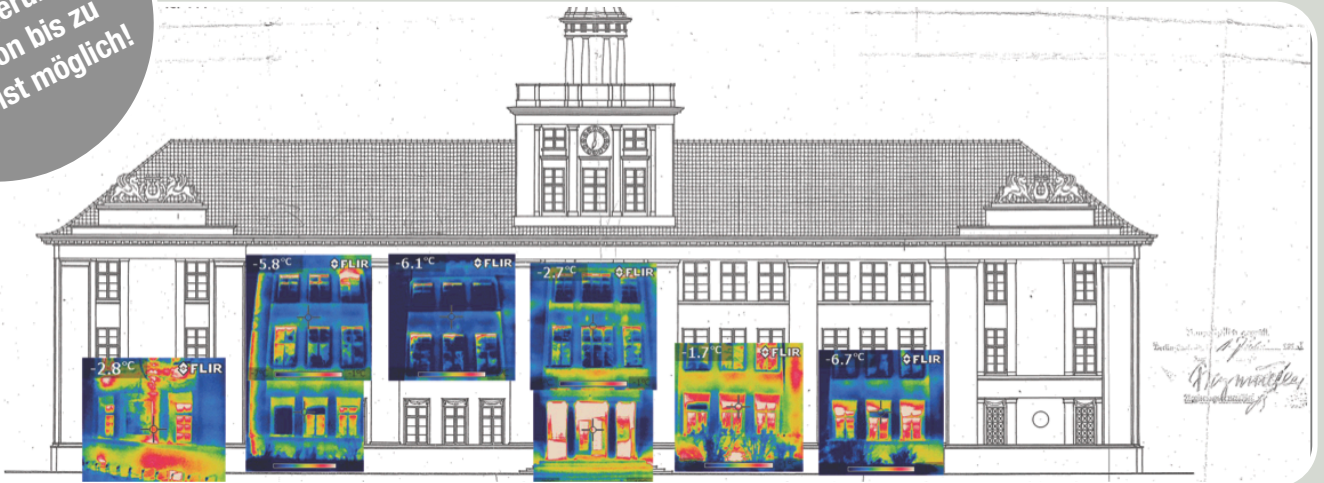 on bis zu
ist möglich!
-5.8°C FLIR
-6.1°C FLIR
-2.7°C FLIR
-2.8°C FLIR
-1.7°C FLIR
-6.7°C FLIR